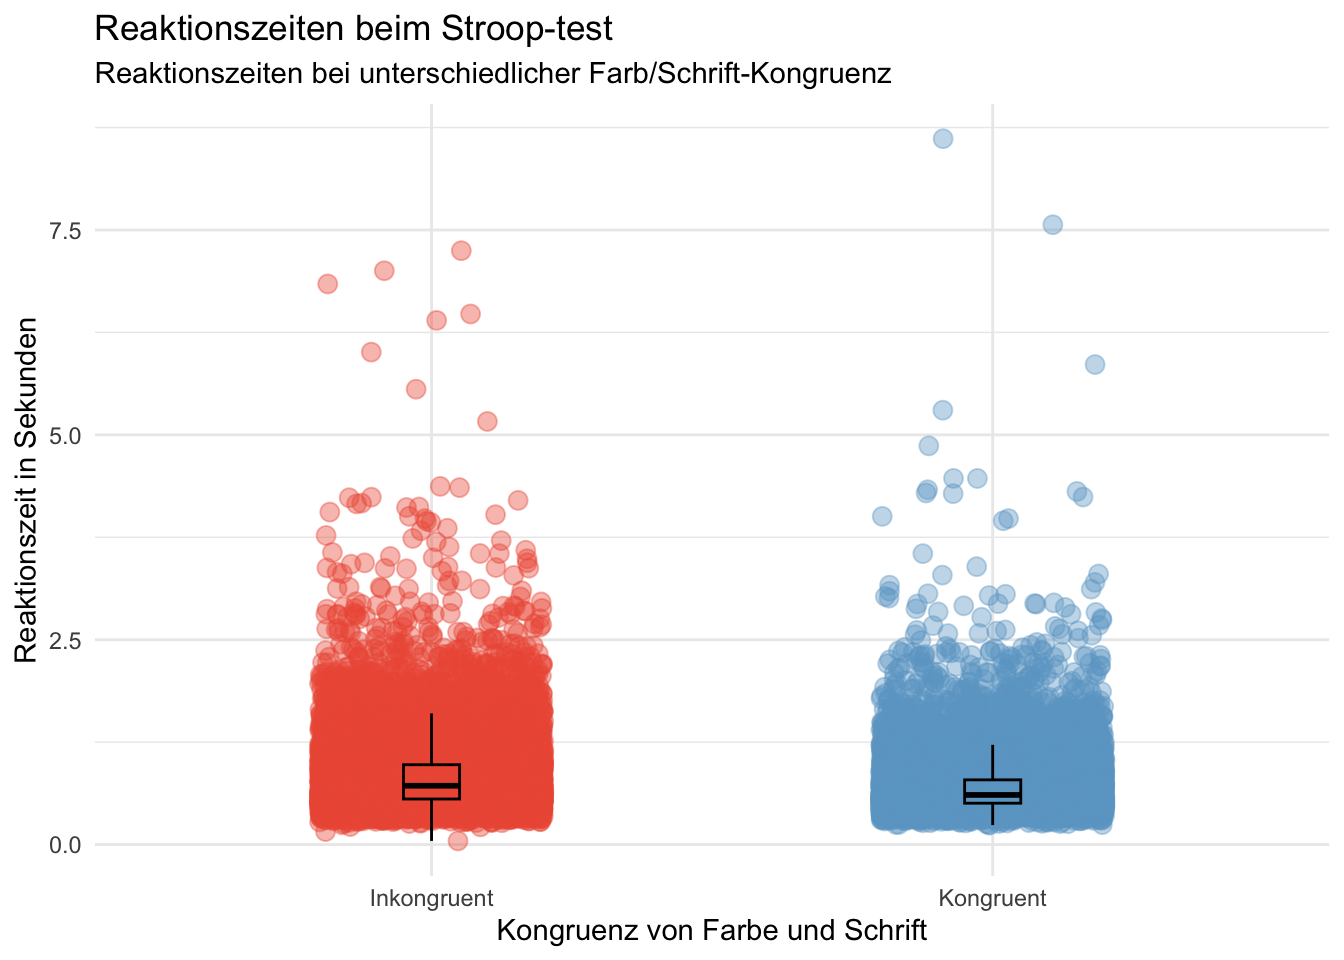 Reaktionszeiten beim Stroop-test
Reaktionszeiten bei unterschiedlicher Farb/Schrift-Kongruenz
Reaktionszeit in Sekunden
7.5
5.0
2.5
0.0
Inkongruent
Kongruent
Kongruenz von Farbe und Schrift